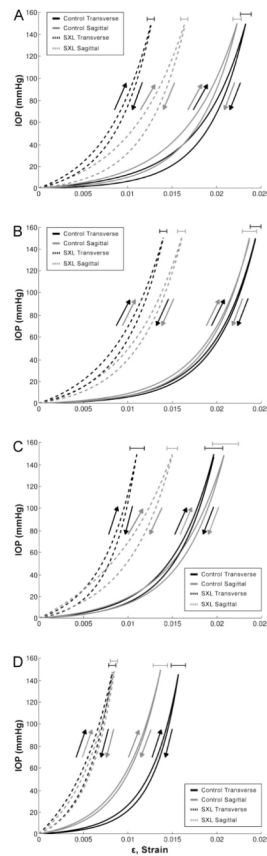 A
IOP (mmHg)
160
140
120
100
80
60
40
20
0
Control Transverse
Control Sagittal
SXL Transverse
SXL Sagittal
0.005 0.01 0.015 0.02 0.025
B
IOP (mmHg)
160
140
120
100
80
60
40
20
0
Control Transverse
Control Sagittal
SXL Transverse
SXL Sagittal
0.005 0.01 0.015 0.02 0.025
C
IOP (mmHg)
160
140
120
100
80
60
40
20
0
Control Transverse
Control Sagittal
SXL Transverse
SXL Sagittal
0.005 0.01 0.015 0.02 0.025
D
IOP (mmHg)
160
140
120
100
80
60
40
20
0
Control Transverse
Control Sagittal
SXL Transverse
SXL Sagittal
0.005 0.01 0.015 0.02 0.025
ε, Strain